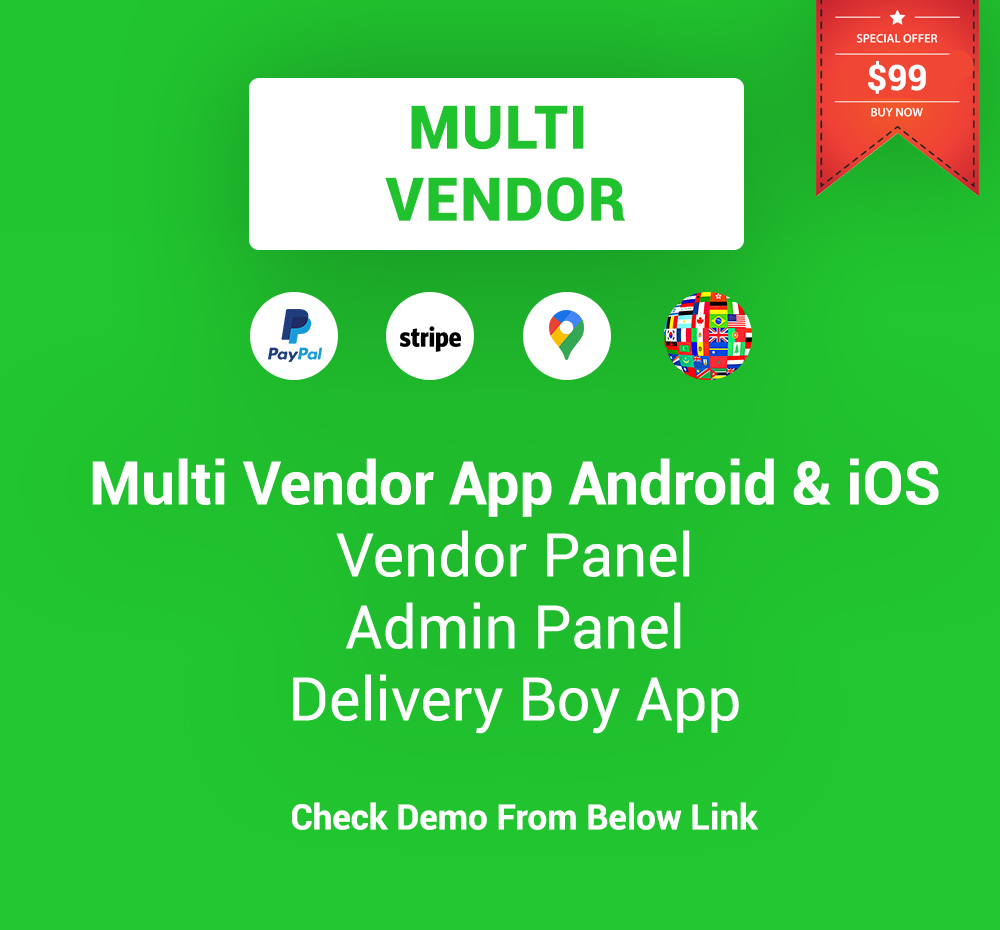 SPECIAL OFFER
$99
BUY NOW
MULTI
VENDOR
PayPal
stripe
Multi Vendor App Android & iOS
Vendor Panel
Admin Panel
Delivery Boy App
Check Demo From Below Link